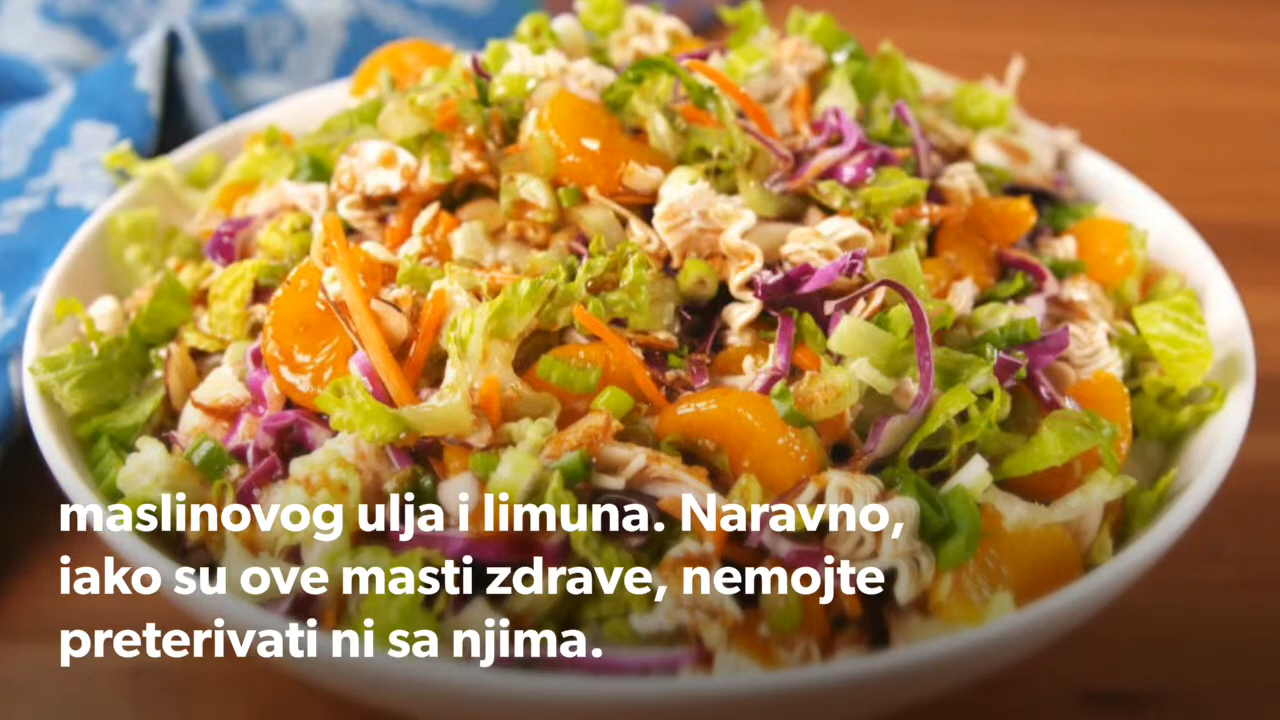 maslinovog ulja i limuna. Naravno,
iako su ove masti zdrave, nemojte
preterivati ni sa njima.